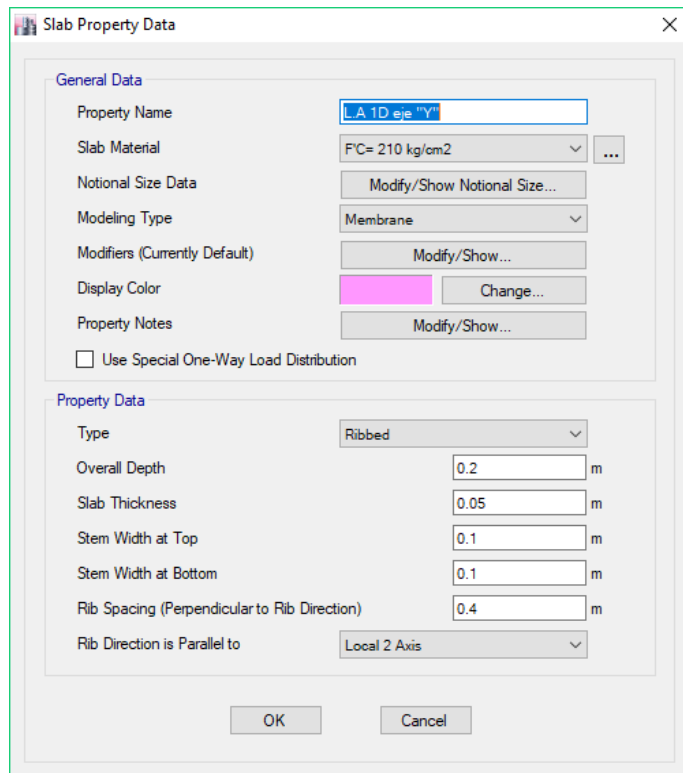 Slab Property Data
General Data
Property Name L.A 1D eje "Y"
Slab Material F'C= 210 kg/cm2 ...
Notional Size Data Modify/Show Notional Size...
Modeling Type Membrane
Modifiers (Currently Default) Modify/Show...
Display Color Change...
Property Notes Modify/Show...
Use Special One-Way Load Distribution
Property Data
Type Ribbed
Overall Depth 0.2 m
Slab Thickness 0.05 m
Stem Width at Top 0.1 m
Stem Width at Bottom 0.1 m
Rib Spacing (Perpendicular to Rib Direction) 0.4 m
Rib Direction is Parallel to Local 2 Axis
OK Cancel